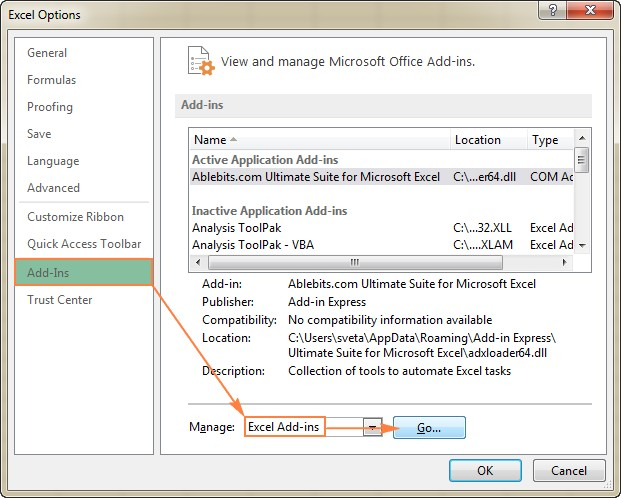 Excel Options
General
Formulas
Proofing
Save
Language
Advanced
Customize Ribbon
Quick Access Toolbar
Add-Ins
Trust Center
View and manage Microsoft Office Add-ins.
Add-ins
Name Location Type
Active Application Add-ins
Ablebits.com Ultimate Suite for Microsoft Excel C:\...er64.dll COM Ac
Inactive Application Add-ins
Analysis ToolPak C:\...32.XLL Excel Ad
Analysis ToolPak - VBA C:\....XLAM Excel Ad
Add-in: Ablebits.com Ultimate Suite for Microsoft Excel
Publisher: Add-in Express
Compatibility: No compatibility information available
Location: C:\Users\sveta\AppData\Roaming\Add-in Express\
Ultimate Suite for Microsoft Excel\adxloader64.dll
Description: Collection of tools to automate Excel tasks
Manage: Excel Add-ins Go...
OK Cancel